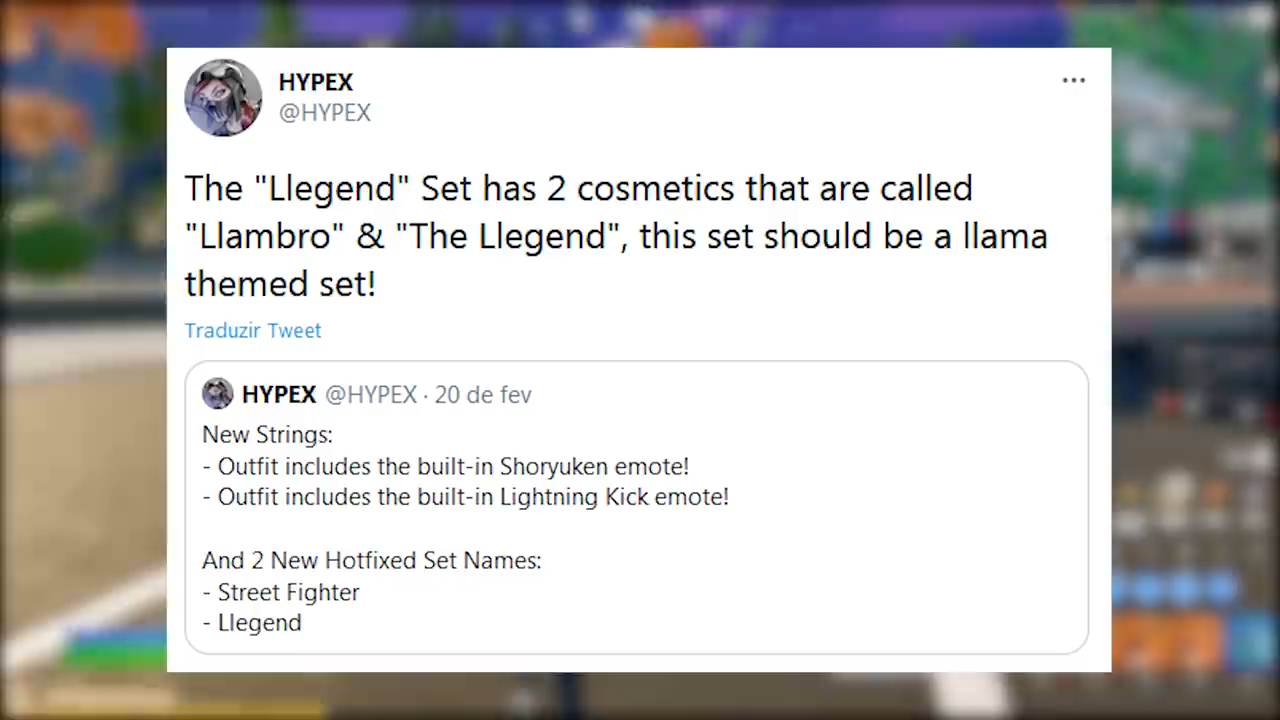 HYPEX
@HYPEX
The "Llegend" Set has 2 cosmetics that are called
"Llambro" & "The Llegend", this set should be a llama
themed set!
Traduzir Tweet
HYPEX @HYPEX · 20 de fev
New Strings:
- Outfit includes the built-in Shoryuken emote!
- Outfit includes the built-in Lightning Kick emote!
And 2 New Hotfixed Set Names:
- Street Fighter
- Llegend